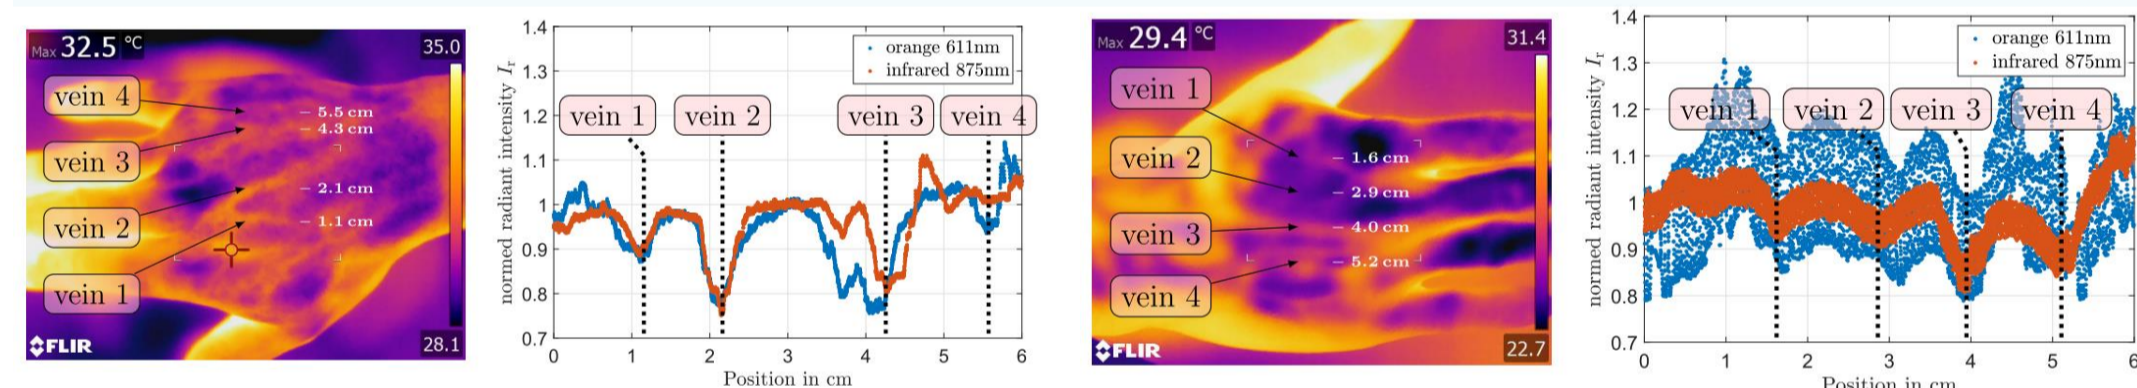 Max 32.5 °C
35.0
vein 4
5.5 cm
4.3 cm
vein 3
2.1 cm
vein 2
1.1 cm
vein 1
FLIR
28.1
normed radiant intensity Ir
1.4
1.3
1.2
1.1
1
0.9
0.8
0.7
orange 611nm
infrared 875nm
vein 1 vein 2 vein 3 vein 4
0 1 2 3 4 5 6
Position in cm
Max 29.4 °C
31.4
vein 1
1.6 cm
vein 2
2.9 cm
vein 3
4.0 cm
5.2 cm
vein 4
FLIR
22.7
normed radiant intensity Ir
1.4
1.3
1.2
1.1
1
0.9
0.8
0.7
orange 611nm
infrared 875nm
vein 1 vein 2 vein 3 vein 4
0 1 2 3 4 5 6
Position in cm